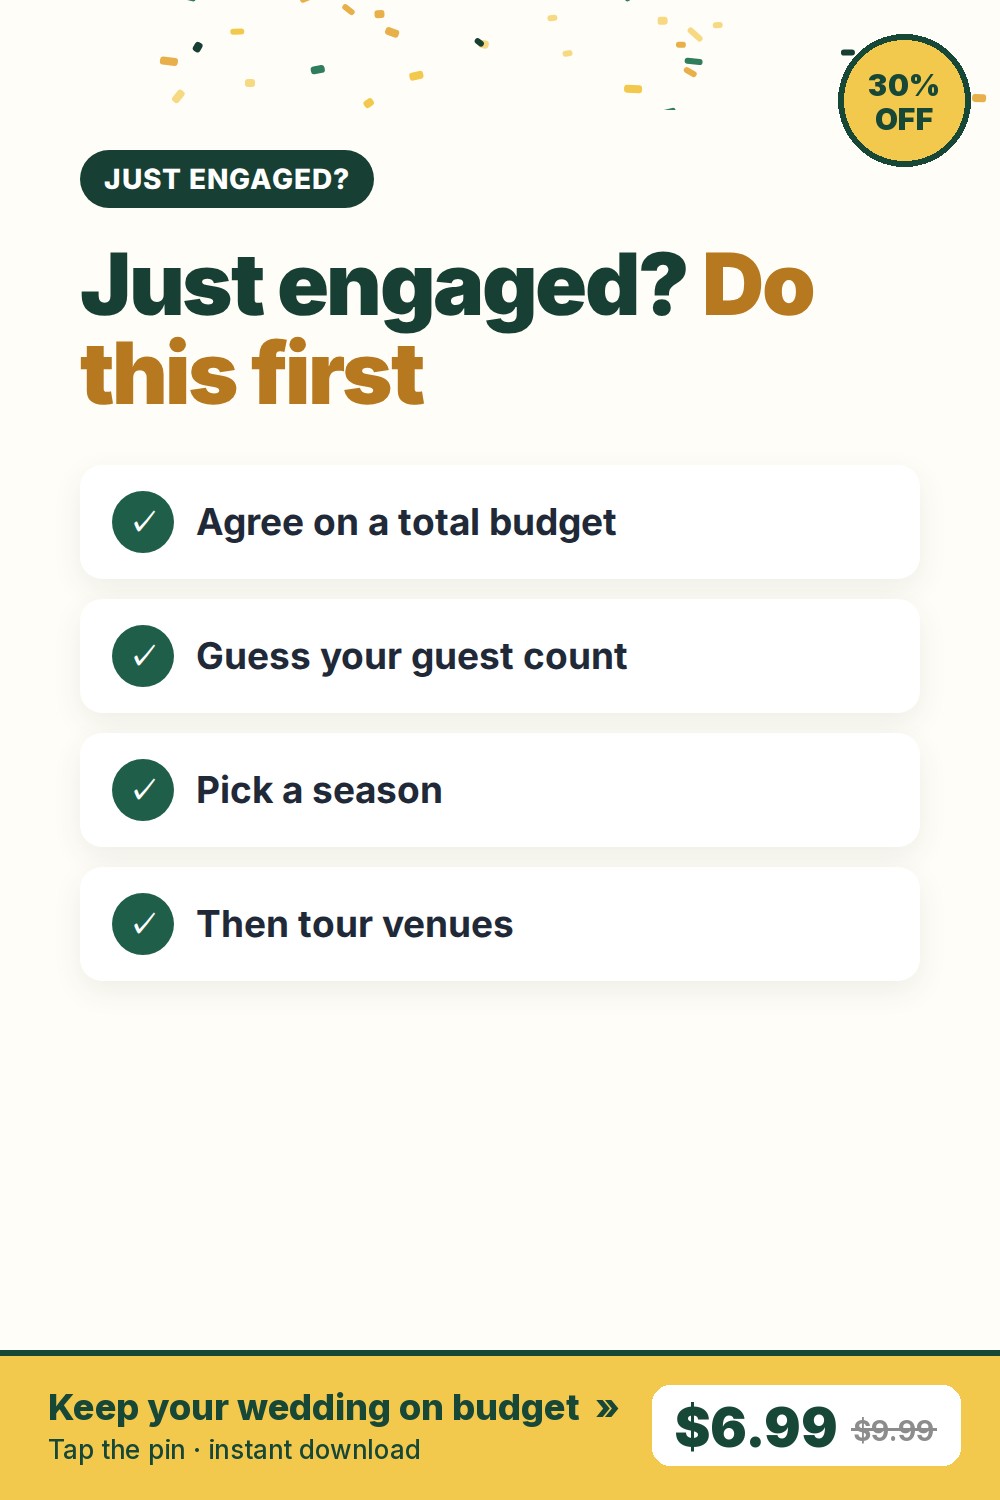 30%
OFF
JUST ENGAGED?
Just engaged? Do
this first
✓ Agree on a total budget
✓ Guess your guest count
✓ Pick a season
✓ Then tour venues
Keep your wedding on budget »
Tap the pin · instant download
$6.99 $9.99